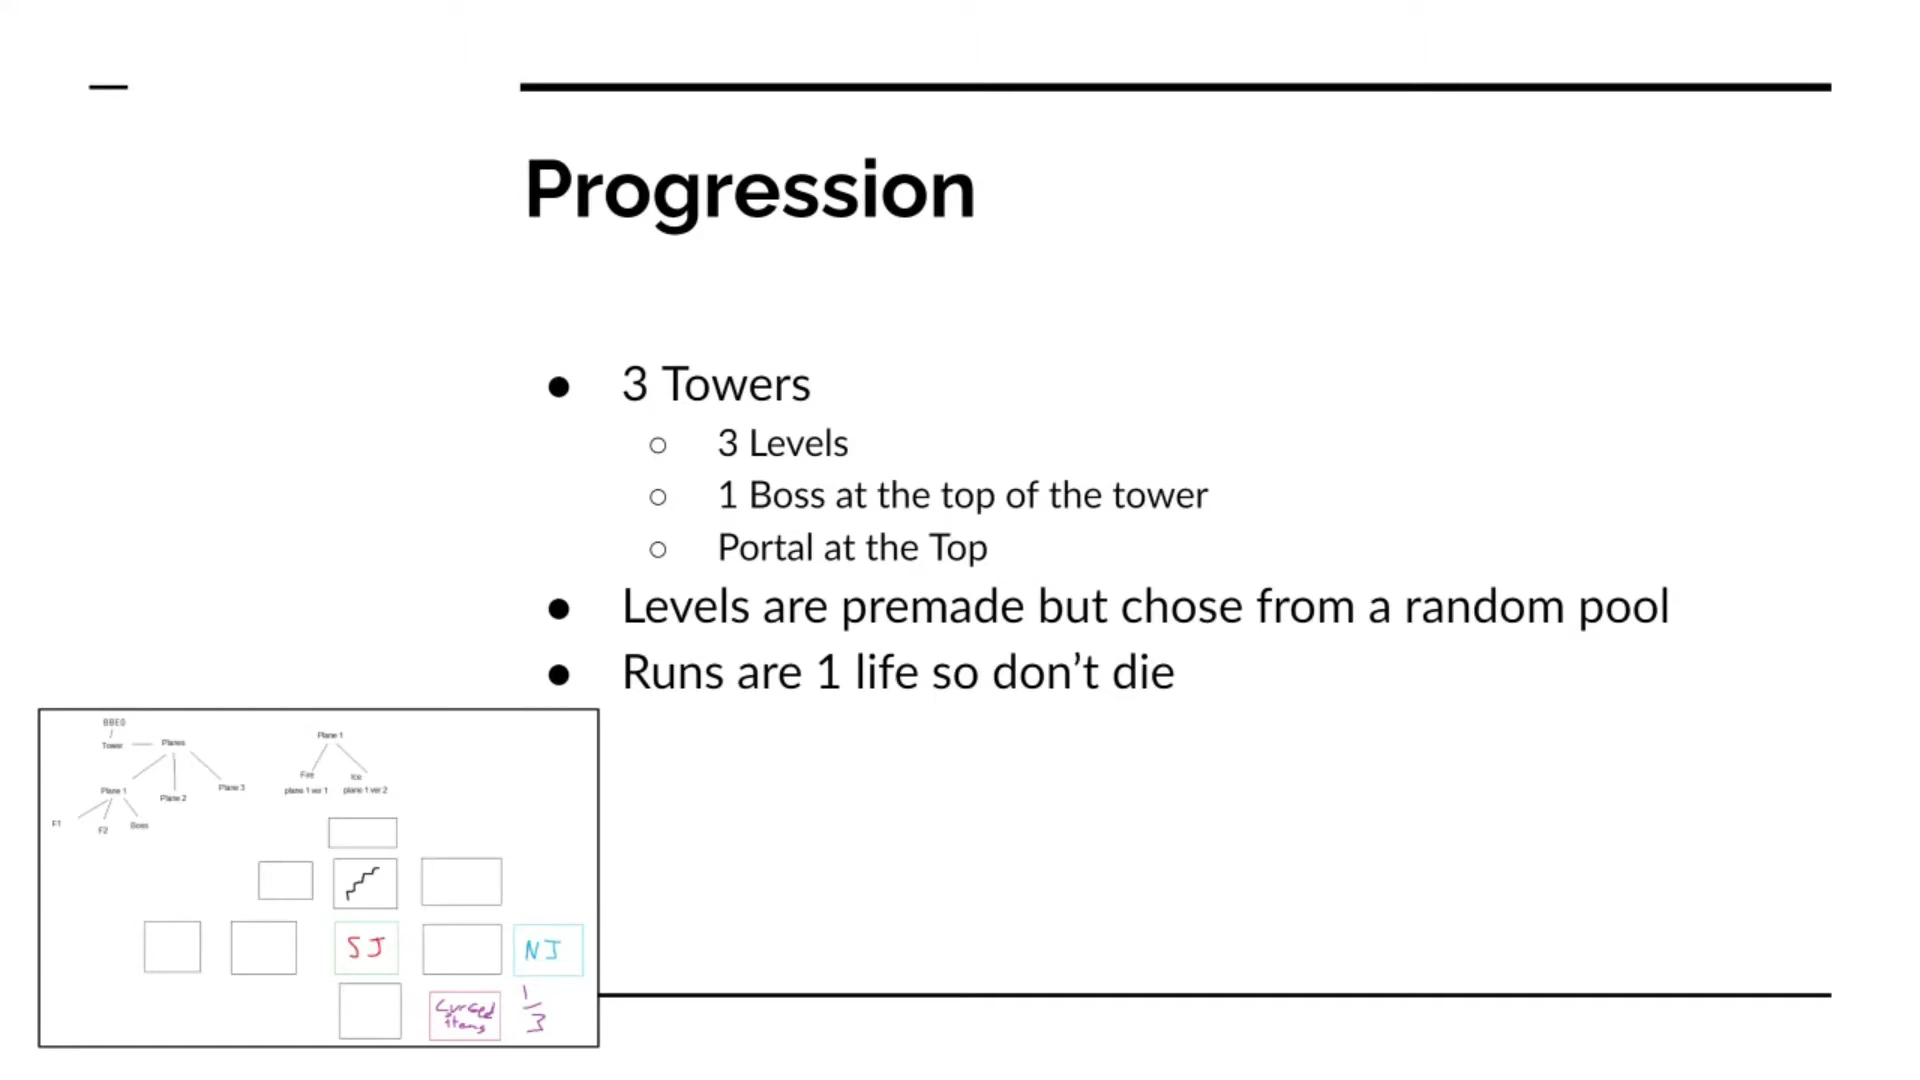 Progression
3 Towers
3 Levels
1 Boss at the top of the tower
Portal at the Top
Levels are premade but chose from a random pool
Runs are 1 life so don’t die
BBEG
Tower
Planes
Plane 1
Plane 2
Plane 3
F1
F2
Boss
Plane 1
Fire
Ice
plane 1 ver 1
plane 1 ver 2
SJ
NJ
Cursed
items
1
3